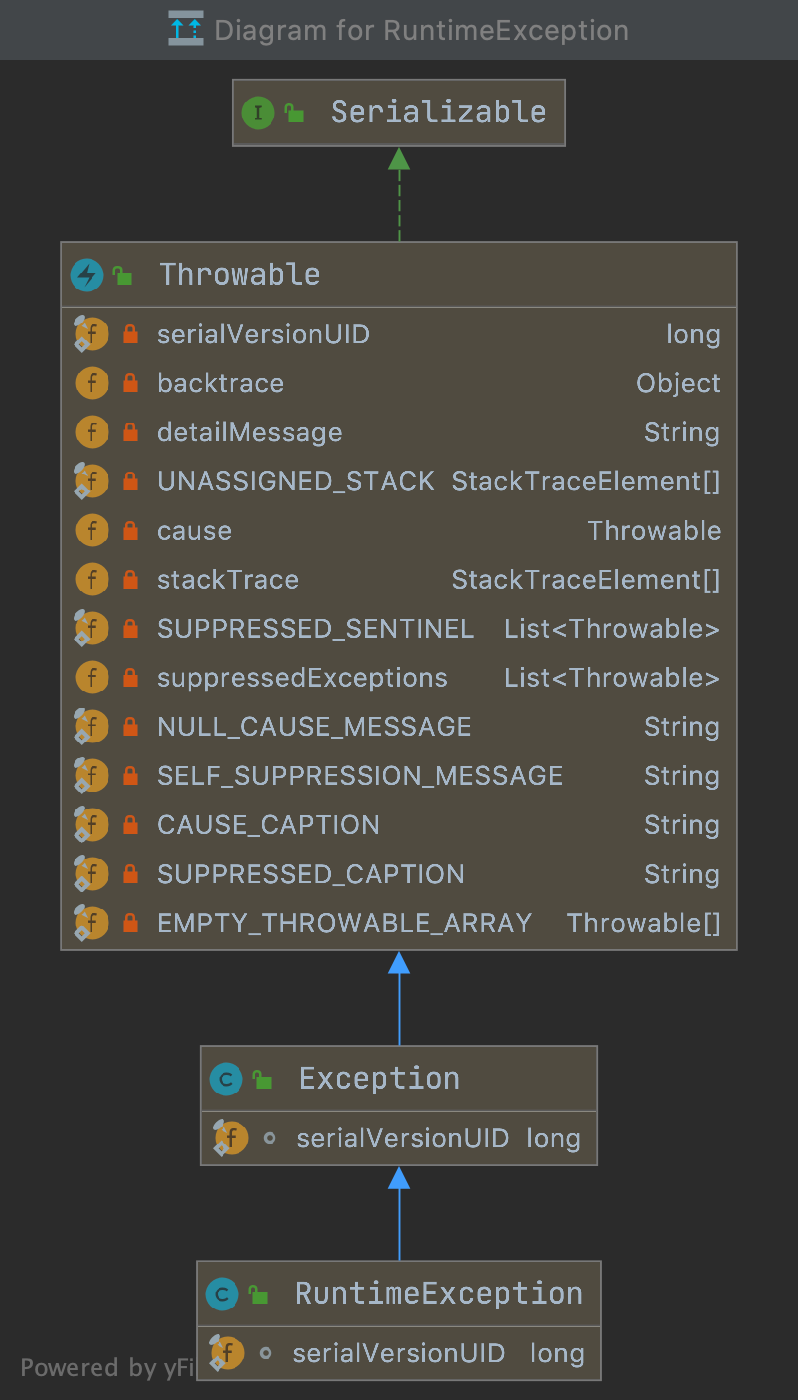 Diagram for RuntimeException
I Serializable
Throwable
f serialVersionUID long
f backtrace Object
f detailMessage String
f UNASSIGNED_STACK StackTraceElement[]
f cause Throwable
f stackTrace StackTraceElement[]
f SUPPRESSED_SENTINEL List<Throwable>
f suppressedExceptions List<Throwable>
f NULL_CAUSE_MESSAGE String
f SELF_SUPPRESSION_MESSAGE String
f CAUSE_CAPTION String
f SUPPRESSED_CAPTION String
f EMPTY_THROWABLE_ARRAY Throwable[]
C Exception
f serialVersionUID long
C RuntimeException
f serialVersionUID long
Powered by yFi